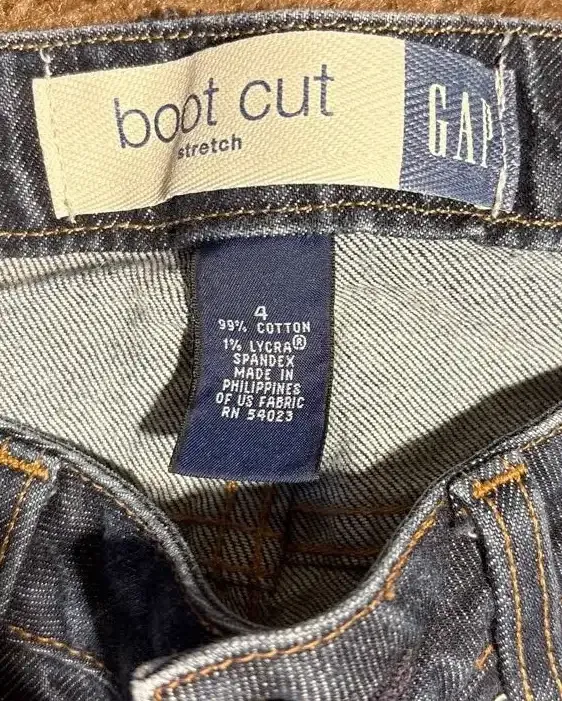 boot cut
stretch
GAP
4
99% COTTON
1% LYCRA®
SPANDEX
MADE IN
PHILIPPINES
OF US FABRIC
RN 54023